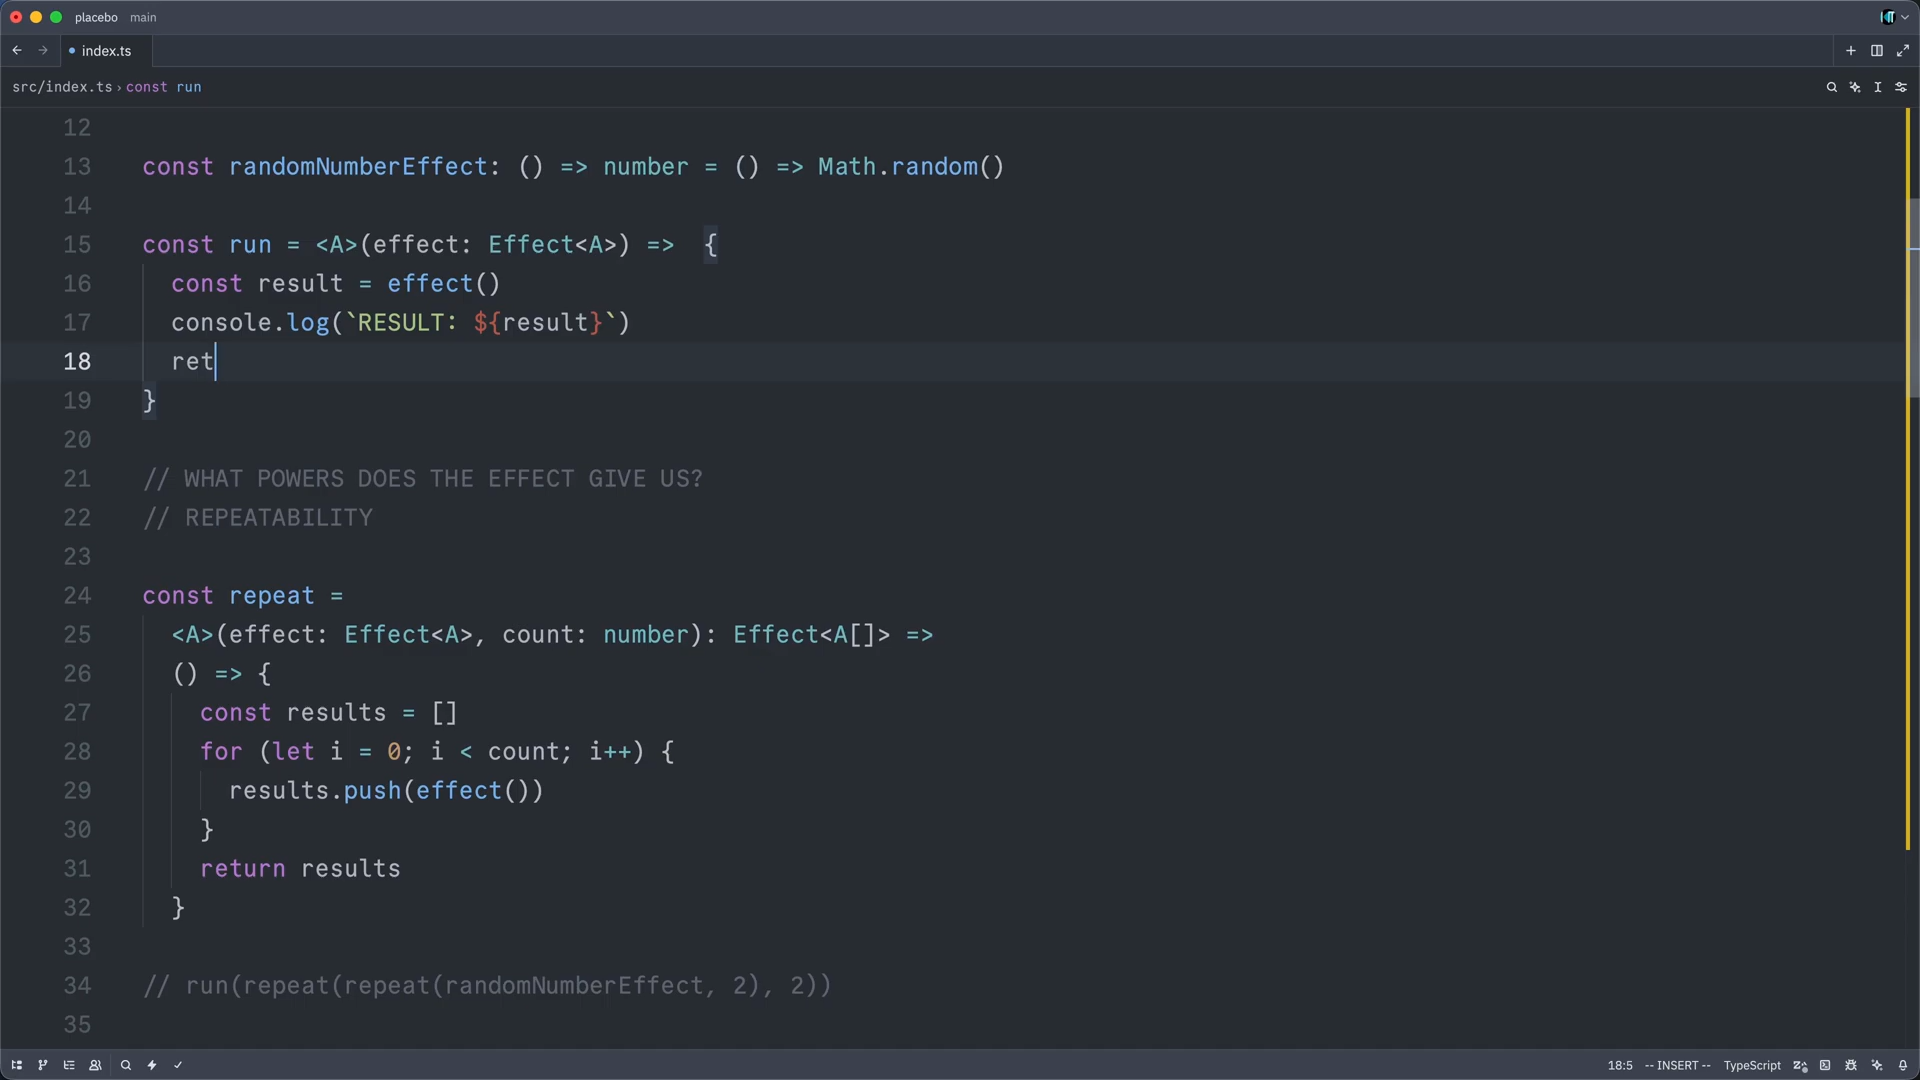 placebo main
index.ts
src/index.ts › const run
12
13 const randomNumberEffect: () => number = () => Math.random()
14
15 const run = <A>(effect: Effect<A>) =>  {
16   const result = effect()
17   console.log(`RESULT: ${result}`)
18   ret
19 }
20
21 // WHAT POWERS DOES THE EFFECT GIVE US?
22 // REPEATABILITY
23
24 const repeat =
25   <A>(effect: Effect<A>, count: number): Effect<A[]> =>
26   () => {
27     const results = []
28     for (let i = 0; i < count; i++) {
29       results.push(effect())
30     }
31     return results
32   }
33
34 // run(repeat(repeat(randomNumberEffect, 2), 2))
35
18:5 -- INSERT -- TypeScript